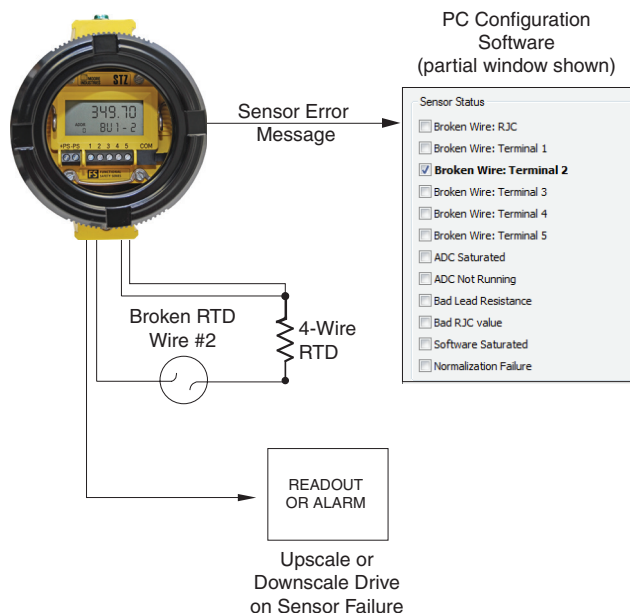 PC Configuration
Software
(partial window shown)
STZ
349.70
BU1-2
+PS-PS 1 2 3 4 5 COM
FS
Sensor Error
Message
Sensor Status
Broken Wire: RJC
Broken Wire: Terminal 1
Broken Wire: Terminal 2
Broken Wire: Terminal 3
Broken Wire: Terminal 4
Broken Wire: Terminal 5
ADC Saturated
ADC Not Running
Bad Lead Resistance
Bad RJC value
Software Saturated
Normalization Failure
Broken RTD
Wire #2
4-Wire
RTD
READOUT
OR ALARM
Upscale or
Downscale Drive
on Sensor Failure